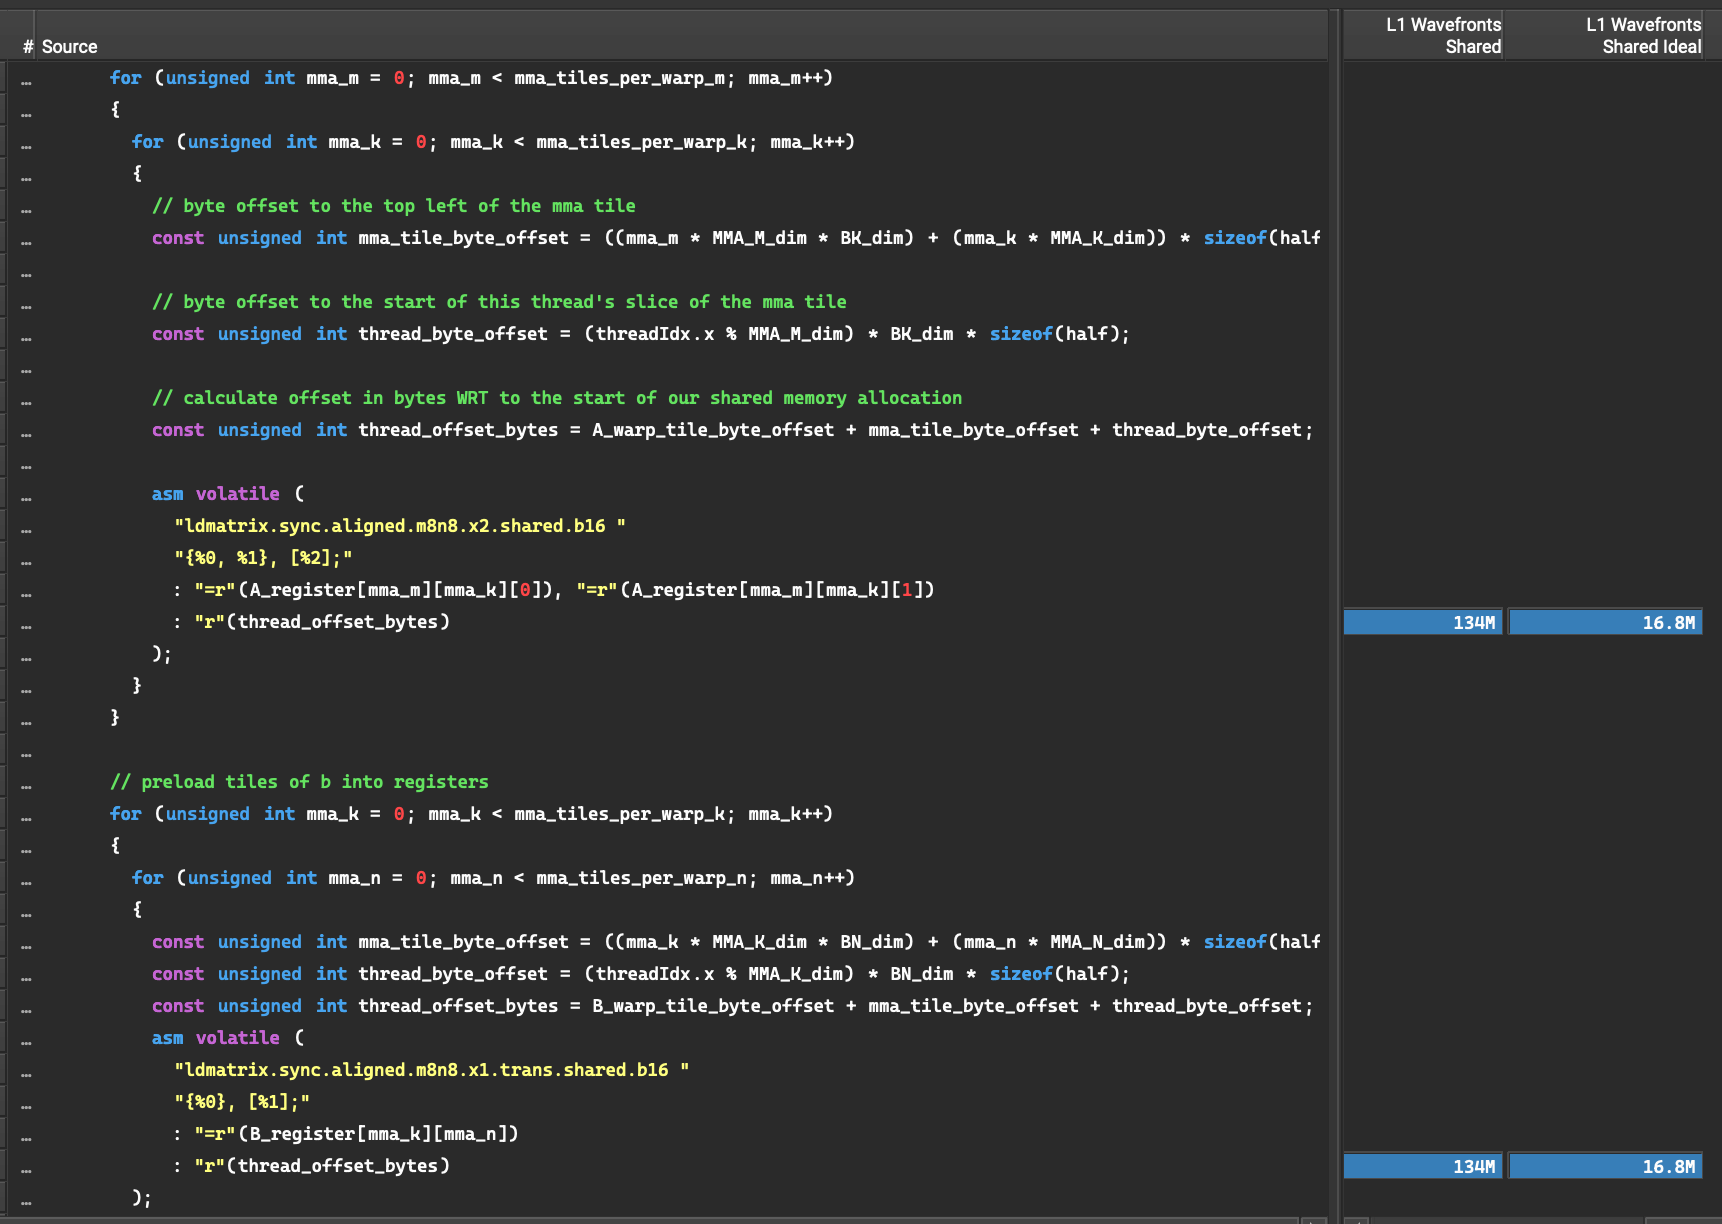 # Source L1 Wavefronts Shared L1 Wavefronts Shared Ideal
… for (unsigned int mma_m = 0; mma_m < mma_tiles_per_warp_m; mma_m++)
… {
… for (unsigned int mma_k = 0; mma_k < mma_tiles_per_warp_k; mma_k++)
… {
… // byte offset to the top left of the mma tile
… const unsigned int mma_tile_byte_offset = ((mma_m * MMA_M_dim * BK_dim) + (mma_k * MMA_K_dim)) * sizeof(half
…
… // byte offset to the start of this thread's slice of the mma tile
… const unsigned int thread_byte_offset = (threadIdx.x % MMA_M_dim) * BK_dim * sizeof(half);
…
… // calculate offset in bytes WRT to the start of our shared memory allocation
… const unsigned int thread_offset_bytes = A_warp_tile_byte_offset + mma_tile_byte_offset + thread_byte_offset;
…
… asm volatile (
… "ldmatrix.sync.aligned.m8n8.x2.shared.b16 "
… "{%0, %1}, [%2];"
… : "=r"(A_register[mma_m][mma_k][0]), "=r"(A_register[mma_m][mma_k][1])
… : "r"(thread_offset_bytes) 134M 16.8M
… );
… }
… }
…
… // preload tiles of b into registers
… for (unsigned int mma_k = 0; mma_k < mma_tiles_per_warp_k; mma_k++)
… {
… for (unsigned int mma_n = 0; mma_n < mma_tiles_per_warp_n; mma_n++)
… {
… const unsigned int mma_tile_byte_offset = ((mma_k * MMA_K_dim * BN_dim) + (mma_n * MMA_N_dim)) * sizeof(half
… const unsigned int thread_byte_offset = (threadIdx.x % MMA_K_dim) * BN_dim * sizeof(half);
… const unsigned int thread_offset_bytes = B_warp_tile_byte_offset + mma_tile_byte_offset + thread_byte_offset;
… asm volatile (
… "ldmatrix.sync.aligned.m8n8.x1.trans.shared.b16 "
… "{%0}, [%1];"
… : "=r"(B_register[mma_k][mma_n])
… : "r"(thread_offset_bytes) 134M 16.8M
… );